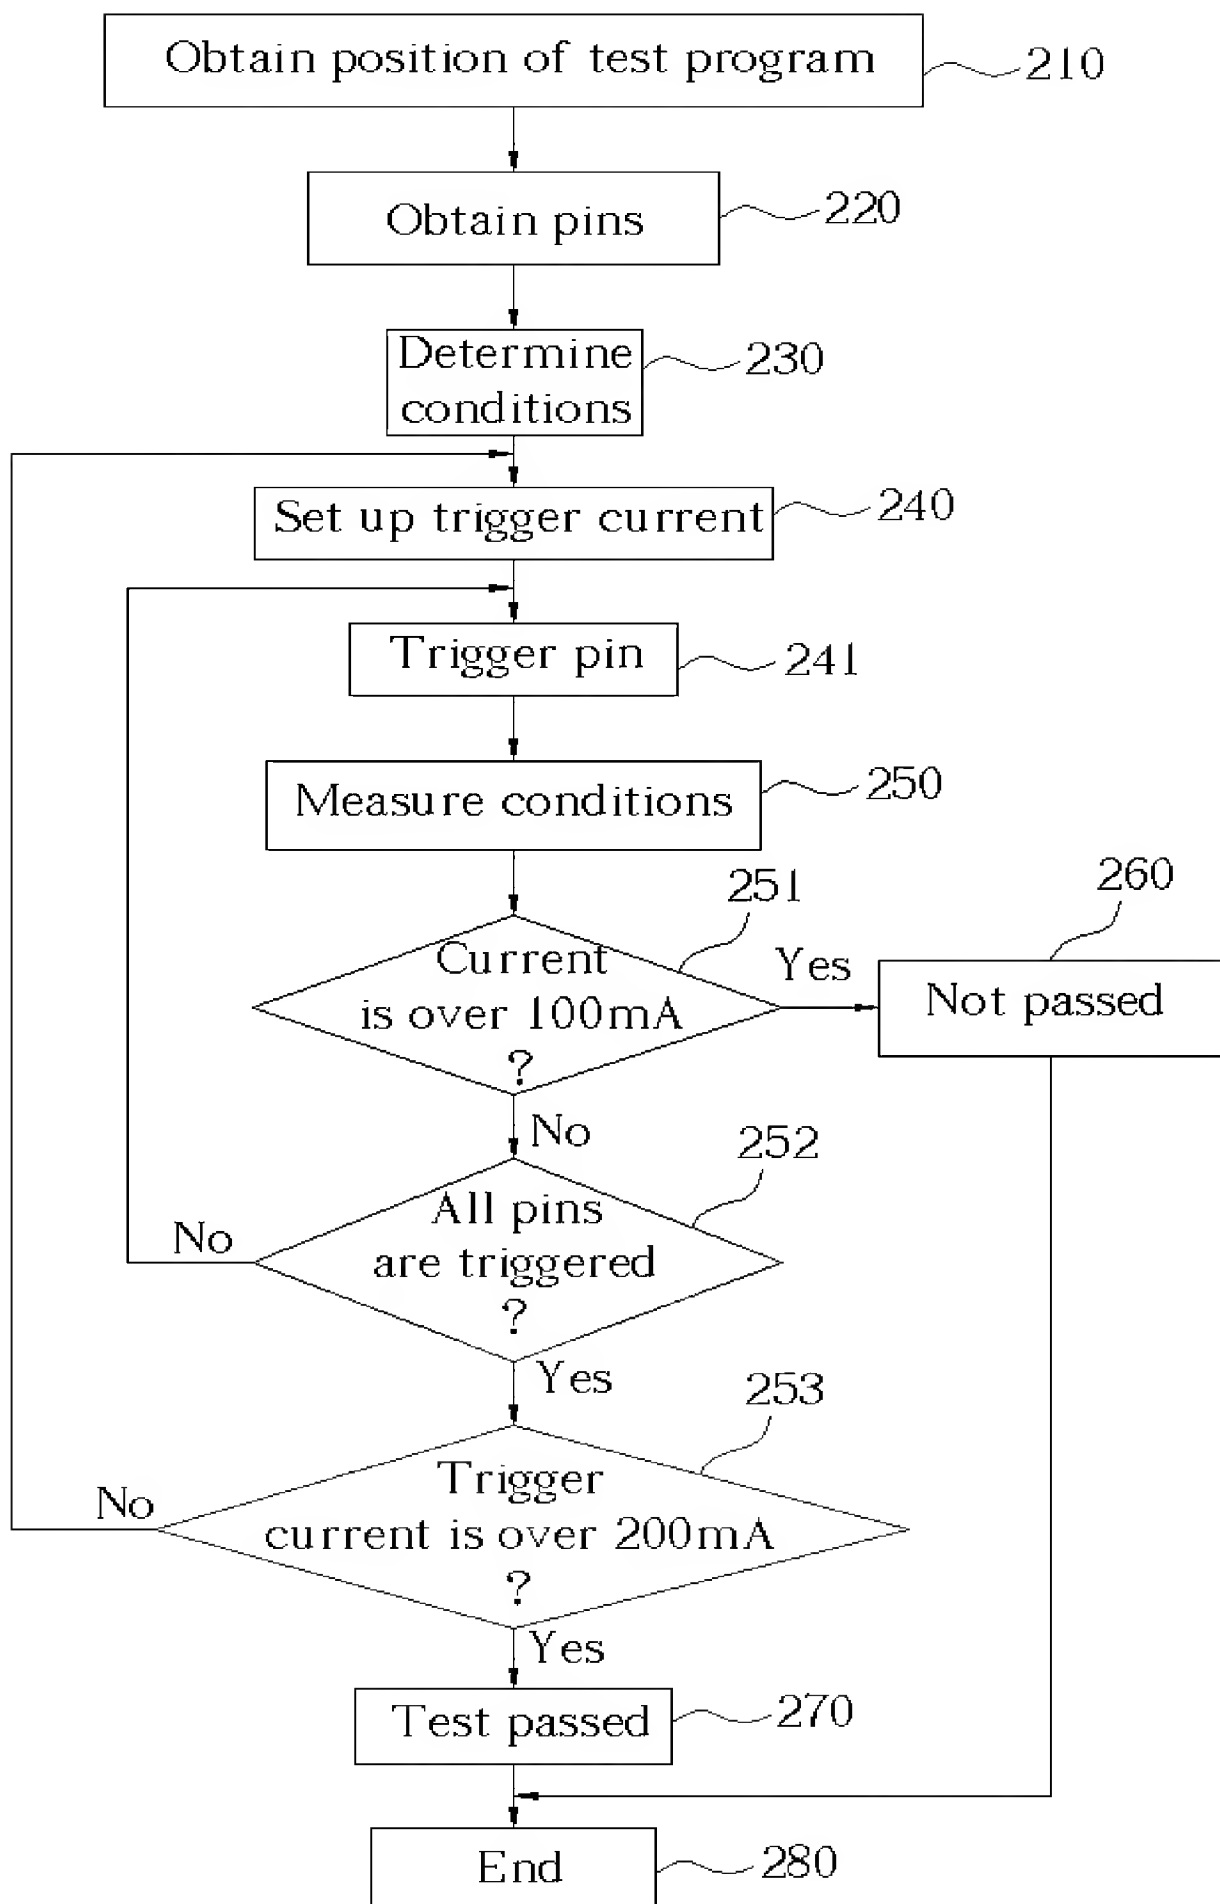 Obtain position of test program
210
Obtain pins
220
Determine
conditions
230
Set up trigger current
240
Trigger pin
241
Measure conditions
250
251
260
Current
is over 100mA
?
Yes
Not passed
No
252
All pins
are triggered
?
No
Yes
253
Trigger
current is over 200mA
?
No
Yes
Test passed
270
End
280